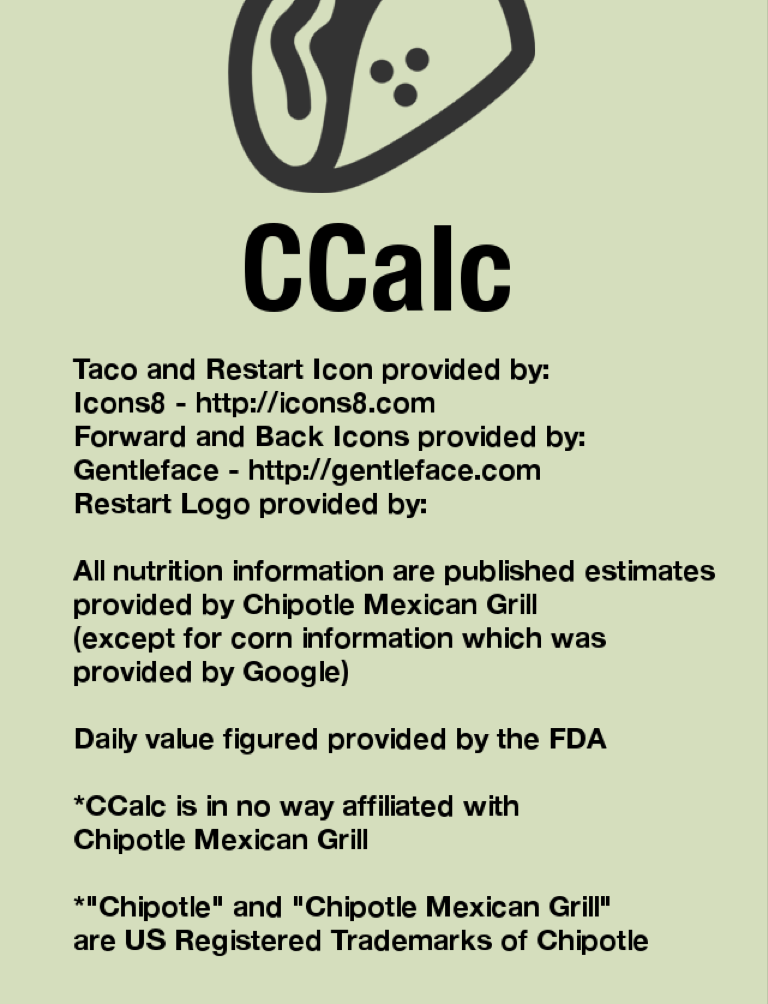 CCalc
Taco and Restart Icon provided by:
Icons8 - http://icons8.com
Forward and Back Icons provided by:
Gentleface - http://gentleface.com
Restart Logo provided by:
All nutrition information are published estimates
provided by Chipotle Mexican Grill
(except for corn information which was
provided by Google)
Daily value figured provided by the FDA
*CCalc is in no way affiliated with
Chipotle Mexican Grill
*"Chipotle" and "Chipotle Mexican Grill"
are US Registered Trademarks of Chipotle